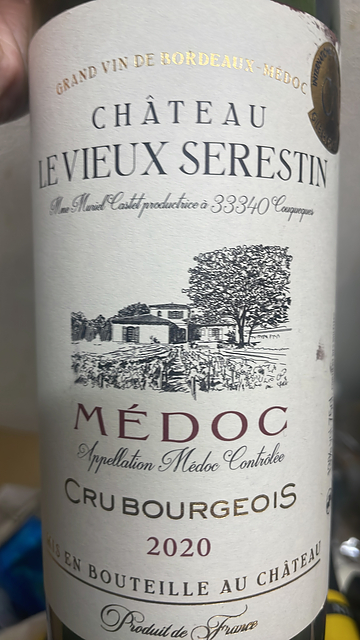 GRAND VIN DE BORDEAUX-MÉDOC
CHÂTEAU
LE VIEUX SERESTIN
Mme Muriel Castet productrice à 33340 Couquèques
MÉDOC
Appellation Médoc Contrôlée
CRU BOURGEOIS
2020
MIS EN BOUTEILLE AU CHÂTEAU
Produit de France